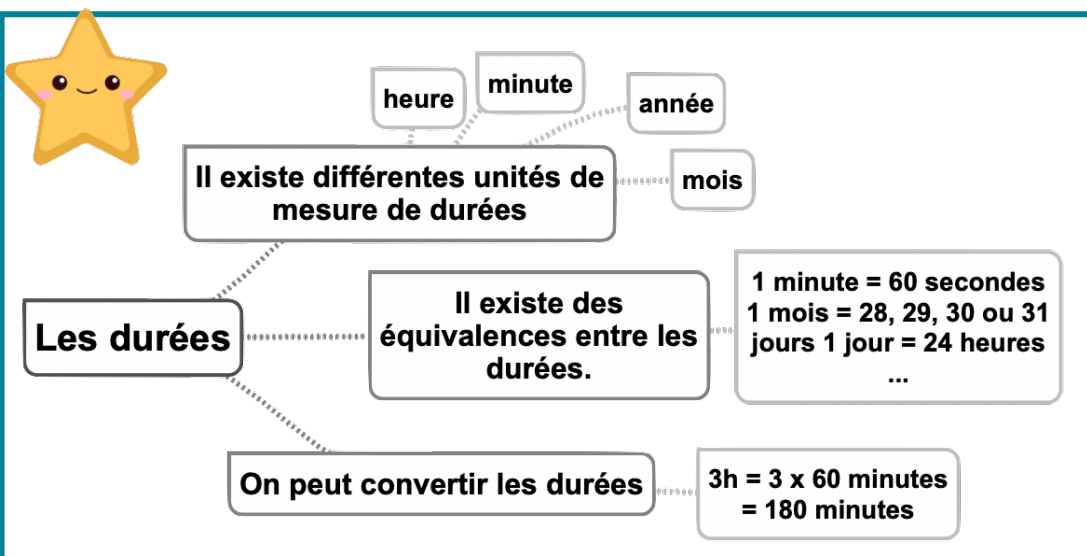 heure
minute
année
mois
Il existe différentes unités de
mesure de durées
Les durées
Il existe des
équivalences entre les
durées.
1 minute = 60 secondes
1 mois = 28, 29, 30 ou 31
jours 1 jour = 24 heures
...
On peut convertir les durées
3h = 3 x 60 minutes
= 180 minutes